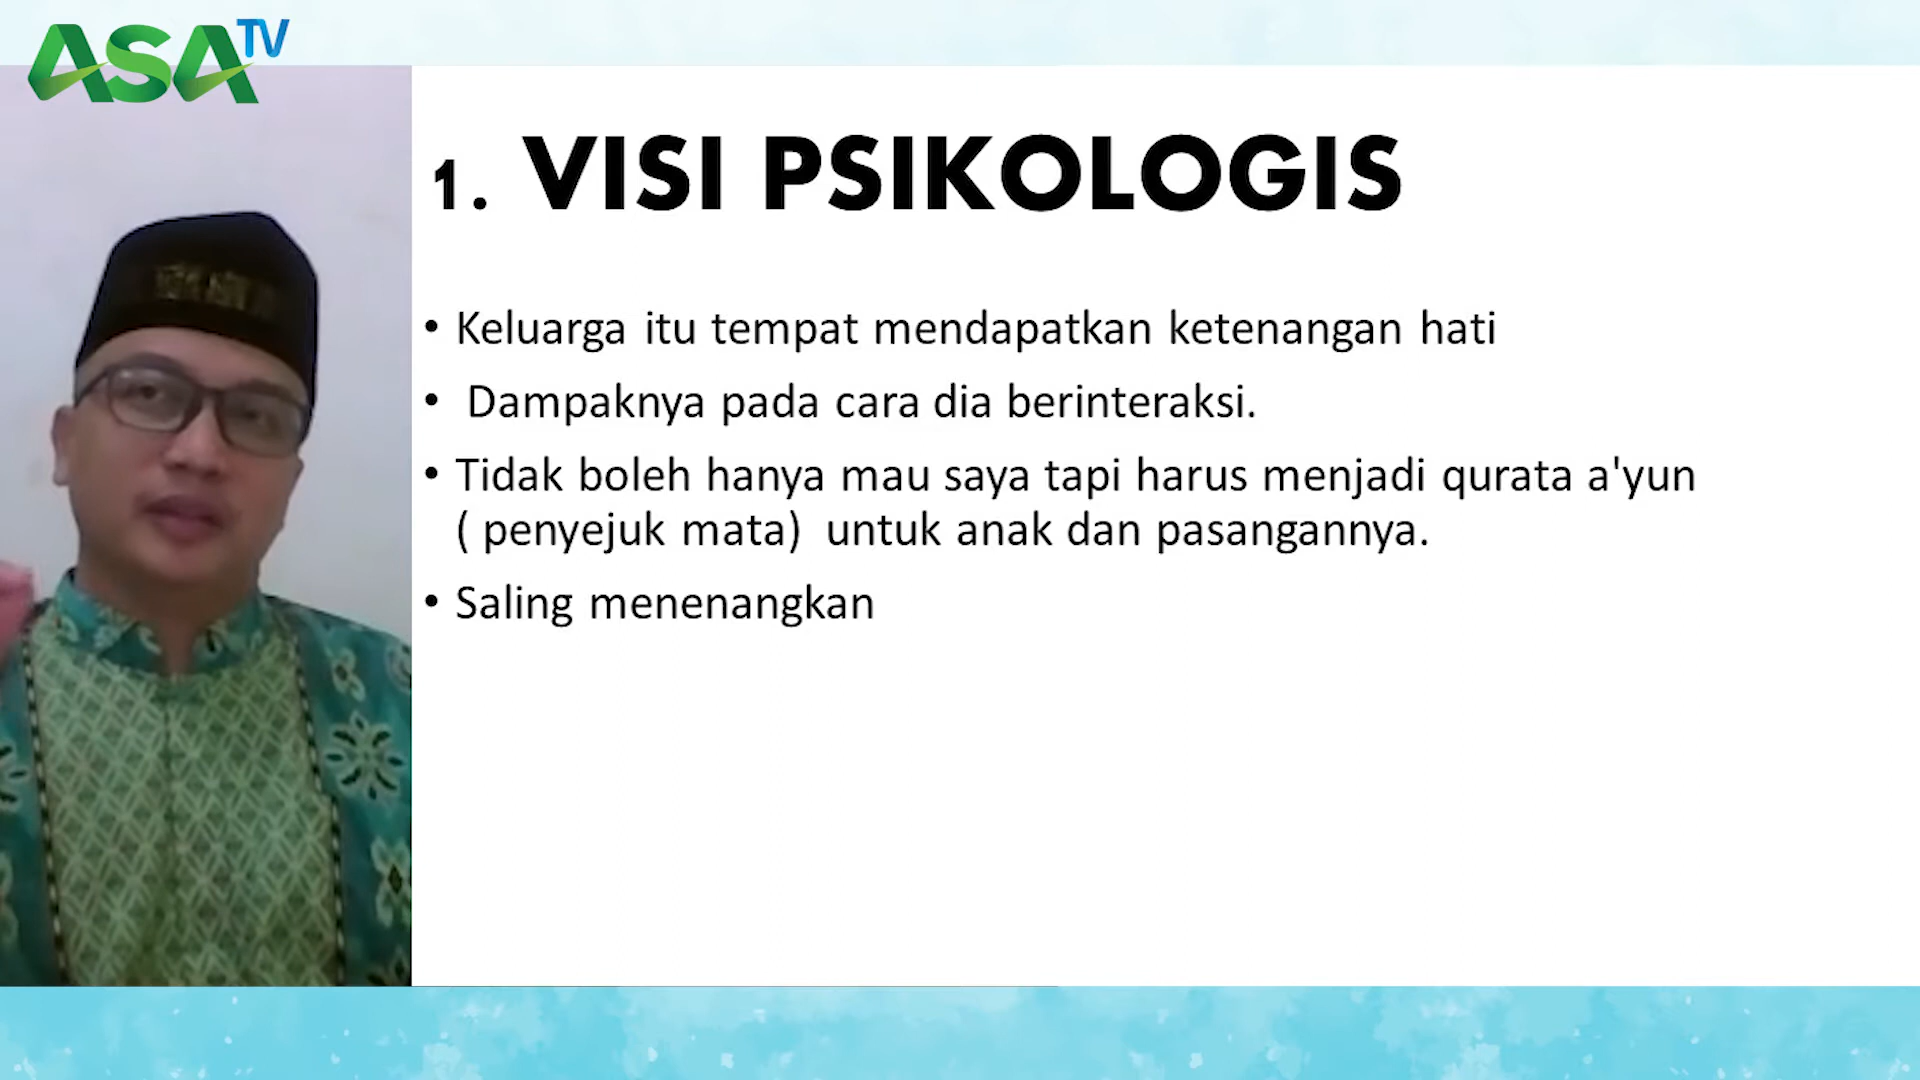 ASA TV
1. VISI PSIKOLOGIS
• Keluarga itu tempat mendapatkan ketenangan hati
• Dampaknya pada cara dia berinteraksi.
• Tidak boleh hanya mau saya tapi harus menjadi qurata a'yun
( penyejuk mata) untuk anak dan pasangannya.
• Saling menenangkan